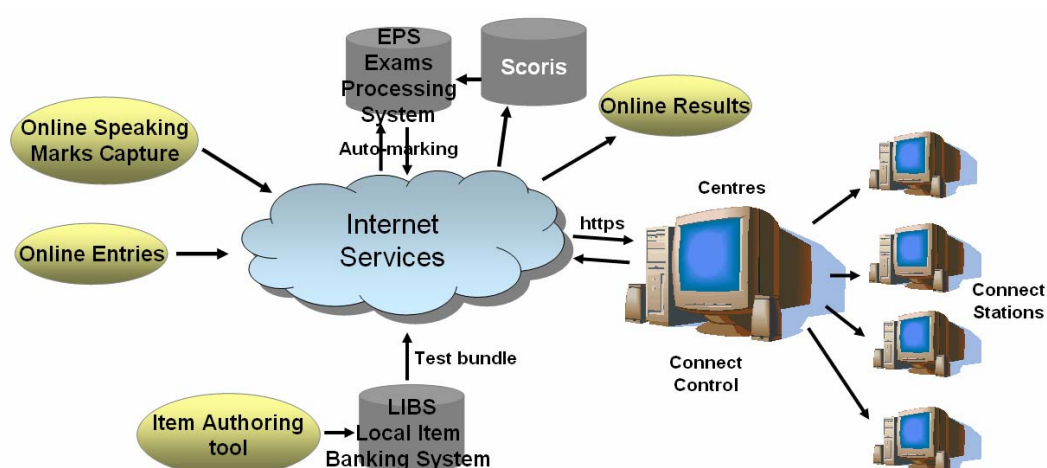 EPS
Exams
Processing
System
Scoris
Online Results
Online Speaking
Marks Capture
Auto-marking
Centres
Internet
Services
https
Online Entries
Connect
Stations
Test bundle
Connect
Control
Item Authoring
tool
LIBS
Local Item
Banking System